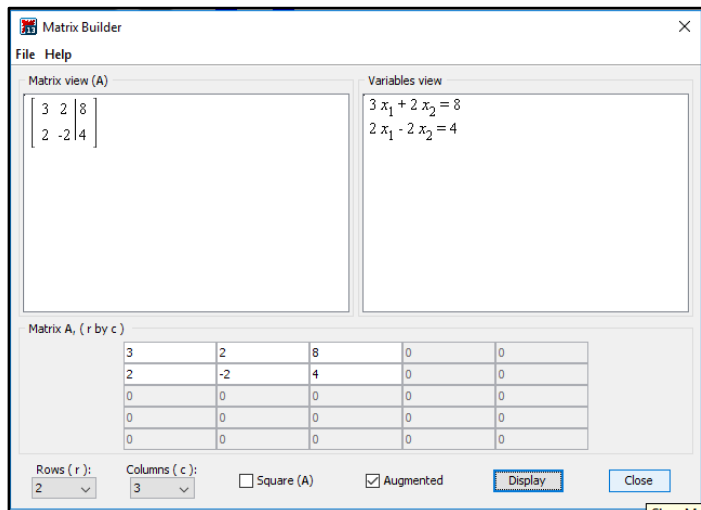 Matrix Builder
File Help
Matrix view (A)
3 2 8
2 -2 4
Variables view
3 x₁ + 2 x₂ = 8
2 x₁ - 2 x₂ = 4
Matrix A, ( r by c )
3 2 8 0 0
2 -2 4 0 0
0 0 0 0 0
0 0 0 0 0
0 0 0 0 0
Rows ( r ): Columns ( c ):
2 3 Square (A) Augmented Display Close